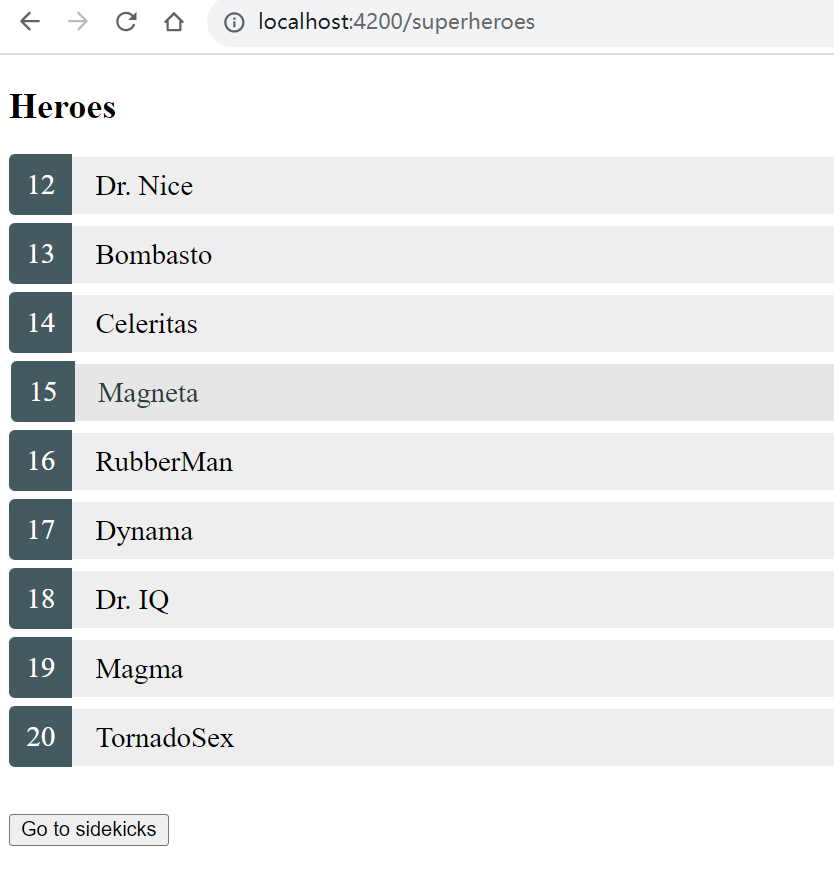 localhost:4200/superheroes
Heroes
12 Dr. Nice
13 Bombasto
14 Celeritas
15 Magneta
16 RubberMan
17 Dynama
18 Dr. IQ
19 Magma
20 TornadoSex
Go to sidekicks